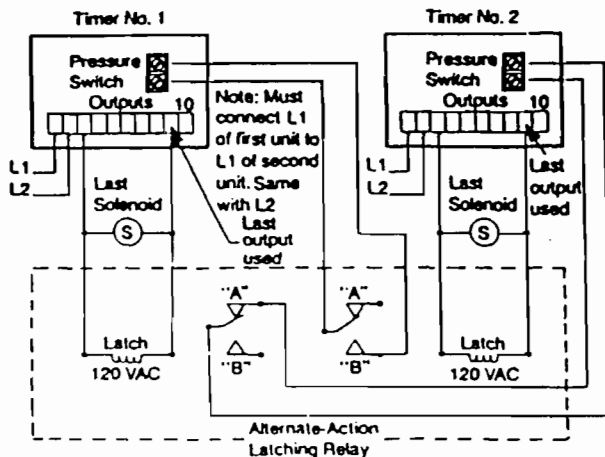 Timer No. 1
Pressure
Switch
Outputs
10
L1
L2
Last
Solenoid
S
Note: Must
connect L1
of first unit to
L1 of second
unit. Same
with L2
Last
output
used
Timer No. 2
Pressure
Switch
Outputs
10
L1
L2
Last
Solenoid
S
Last
output
used
Latch
120 VAC
"A"
"B"
"A"
"B"
Latch
120 VAC
Alternate-Action
Latching Relay